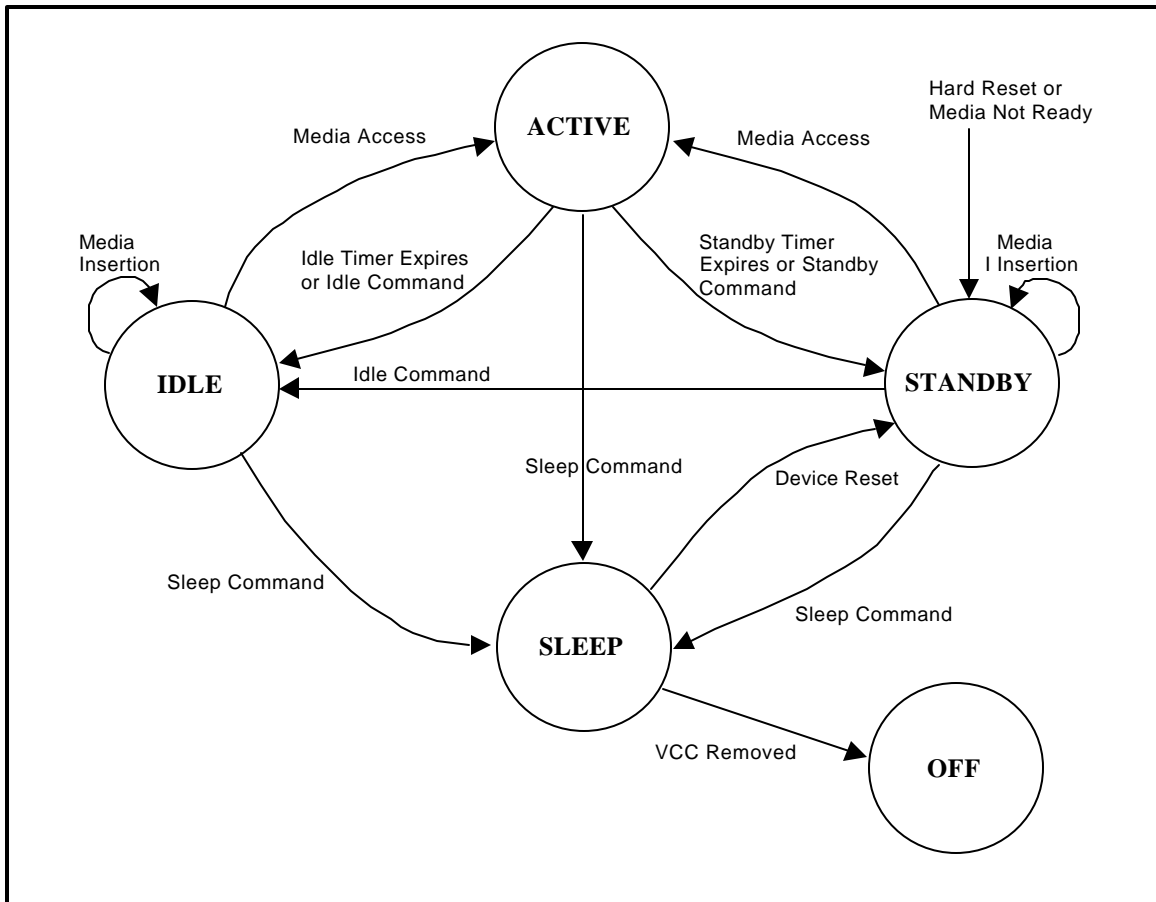 Hard Reset or
Media Not Ready
ACTIVE
Media Access
Media Access
Media
Insertion
Idle Timer Expires
or Idle Command
Standby Timer
Expires or Standby
Command
Media
I Insertion
IDLE
Idle Command
STANDBY
Sleep Command
Device Reset
Sleep Command
Sleep Command
SLEEP
VCC Removed
OFF